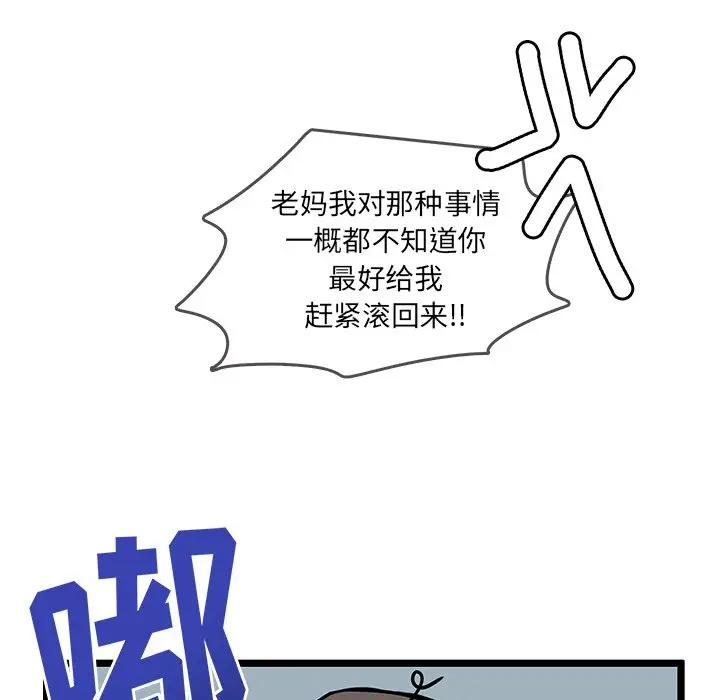 老妈我对那种事情
一概都不知道你
最好给我
赶紧滚回来!!
嘟